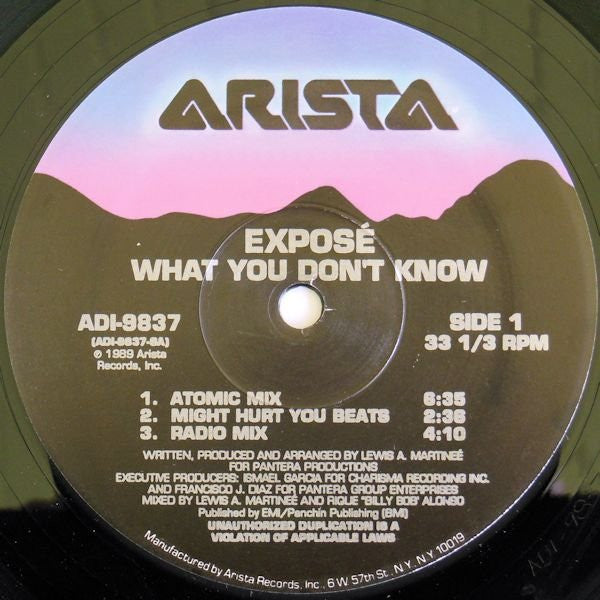 ARISTA
EXPOSÉ
WHAT YOU DON'T KNOW
ADI-9837
(ADI-9837-SA)
℗ 1989 Arista
Records, Inc.
SIDE 1
33 1/3 RPM
1. ATOMIC MIX 6:35
2. MIGHT HURT YOU BEATS 2:36
3. RADIO MIX 4:10
WRITTEN, PRODUCED AND ARRANGED BY LEWIS A. MARTINEÉ
FOR PANTERA PRODUCTIONS
EXECUTIVE PRODUCERS: ISMAEL GARCIA FOR CHARISMA RECORDING INC.
AND FRANCISCO J. DIAZ FOR PANTERA GROUP ENTERPRISES
MIXED BY LEWIS A. MARTINEÉ AND RIQUE "BILLY BOB" ALONSO
Published by EMI/Panchin Publishing (BMI)
UNAUTHORIZED DUPLICATION IS A
VIOLATION OF APPLICABLE LAWS
Manufactured by Arista Records, Inc., 6 W. 57th St., N.Y., N.Y. 10019